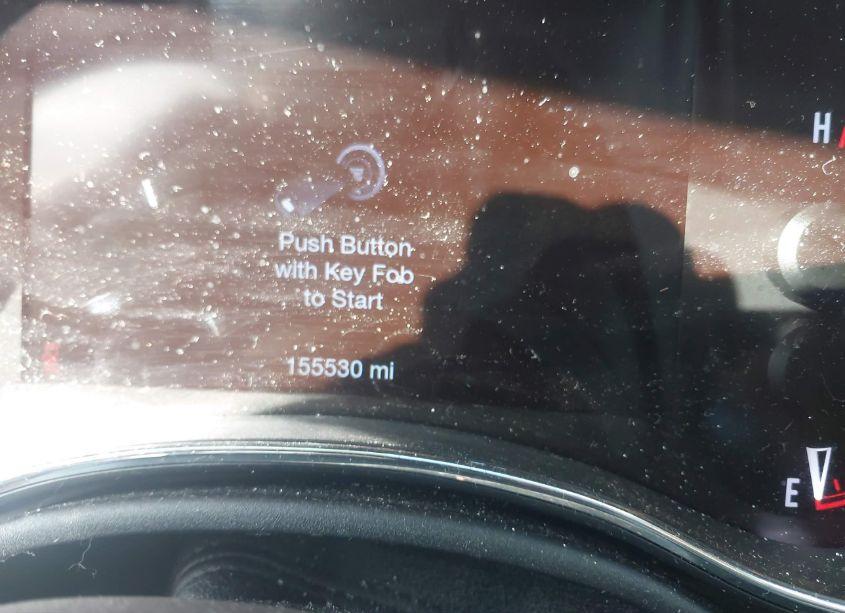 Push Button
with Key Fob
to Start
155530 mi
H
E